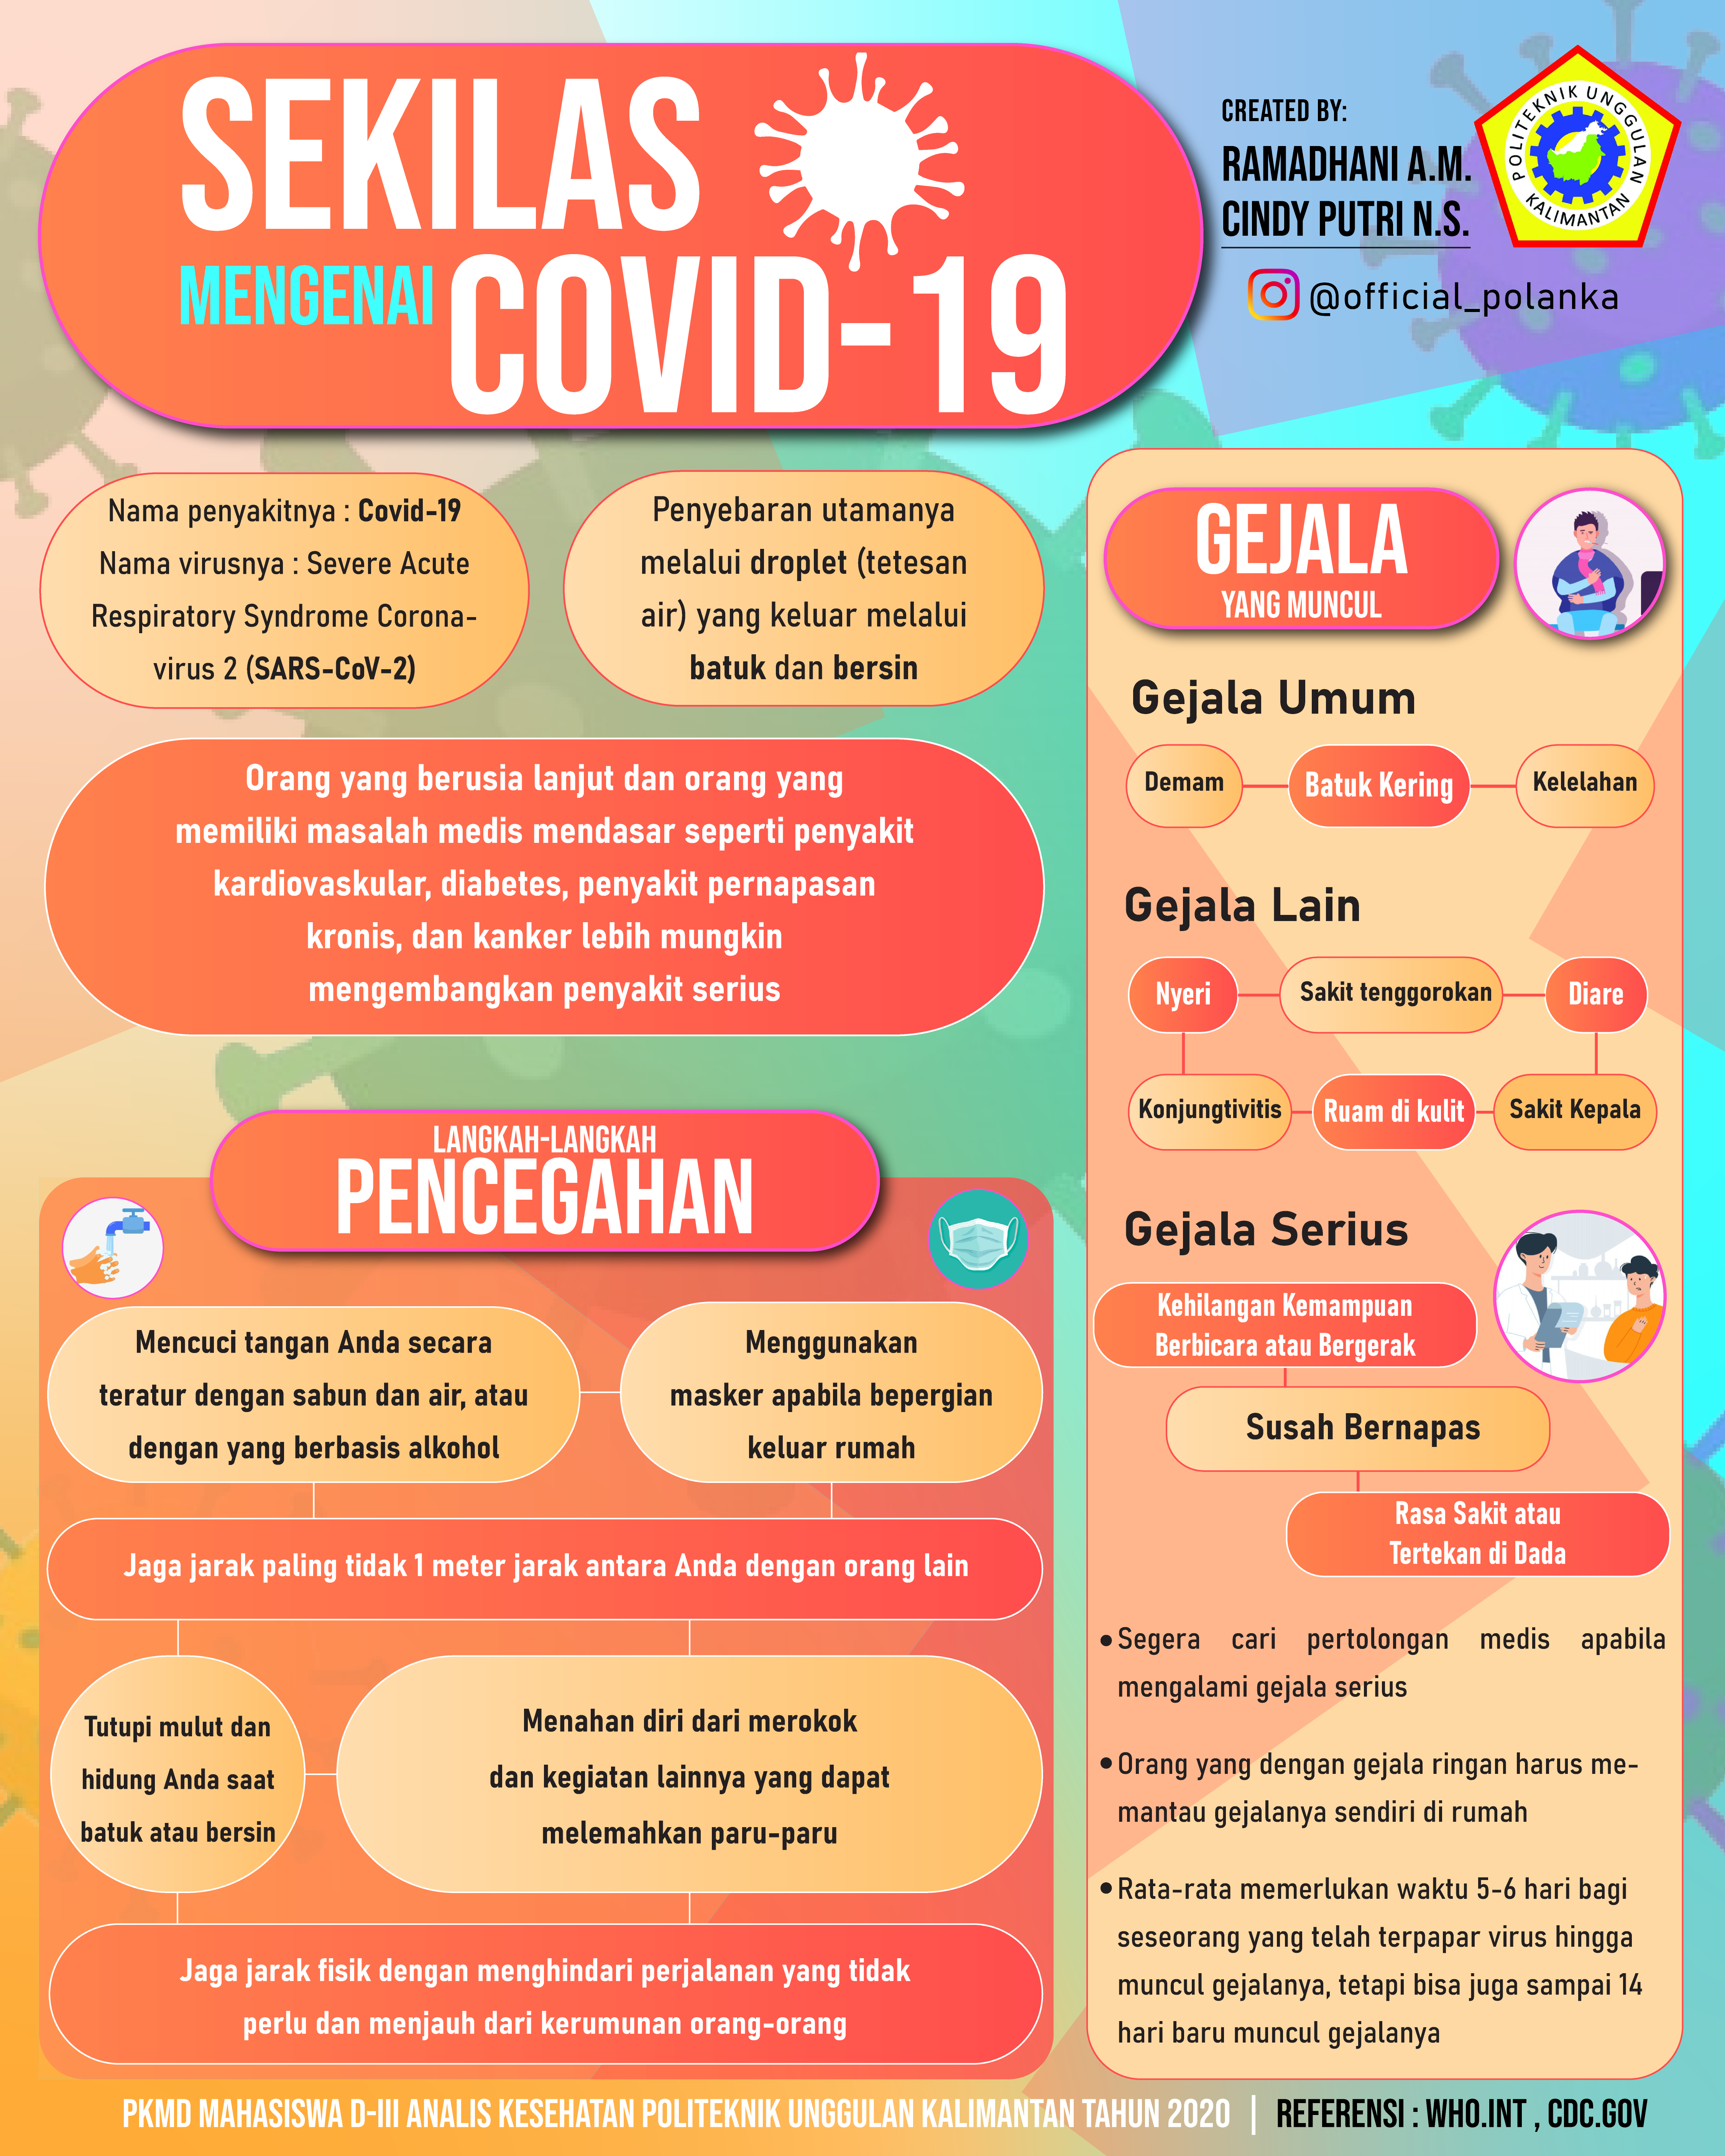 SEKILAS
MENGENAI COVID-19
CREATED BY:
RAMADHANI A.M.
CINDY PUTRI N.S.
POLITEKNIK UNGGULAN
KALIMANTAN
@official_polanka
Nama penyakitnya : Covid-19
Nama virusnya : Severe Acute
Respiratory Syndrome Corona-
virus 2 (SARS-CoV-2)
Penyebaran utamanya
melalui droplet (tetesan
air) yang keluar melalui
batuk dan bersin
Orang yang berusia lanjut dan orang yang
memiliki masalah medis mendasar seperti penyakit
kardiovaskular, diabetes, penyakit pernapasan
kronis, dan kanker lebih mungkin
mengembangkan penyakit serius
LANGKAH-LANGKAH
PENCEGAHAN
Mencuci tangan Anda secara
teratur dengan sabun dan air, atau
dengan yang berbasis alkohol
Menggunakan
masker apabila bepergian
keluar rumah
Jaga jarak paling tidak 1 meter jarak antara Anda dengan orang lain
Tutupi mulut dan
hidung Anda saat
batuk atau bersin
Menahan diri dari merokok
dan kegiatan lainnya yang dapat
melemahkan paru-paru
Jaga jarak fisik dengan menghindari perjalanan yang tidak
perlu dan menjauh dari kerumunan orang-orang
GEJALA
YANG MUNCUL
Gejala Umum
Demam Batuk Kering Kelelahan
Gejala Lain
Nyeri Sakit tenggorokan Diare
Konjungtivitis Ruam di kulit Sakit Kepala
Gejala Serius
Kehilangan Kemampuan
Berbicara atau Bergerak
Susah Bernapas
Rasa Sakit atau
Tertekan di Dada
• Segera cari pertolongan medis apabila
mengalami gejala serius
• Orang yang dengan gejala ringan harus me-
mantau gejalanya sendiri di rumah
• Rata-rata memerlukan waktu 5-6 hari bagi
seseorang yang telah terpapar virus hingga
muncul gejalanya, tetapi bisa juga sampai 14
hari baru muncul gejalanya
PKMD MAHASISWA D-III ANALIS KESEHATAN POLITEKNIK UNGGULAN KALIMANTAN TAHUN 2020 | REFERENSI : WHO.INT , CDC.GOV